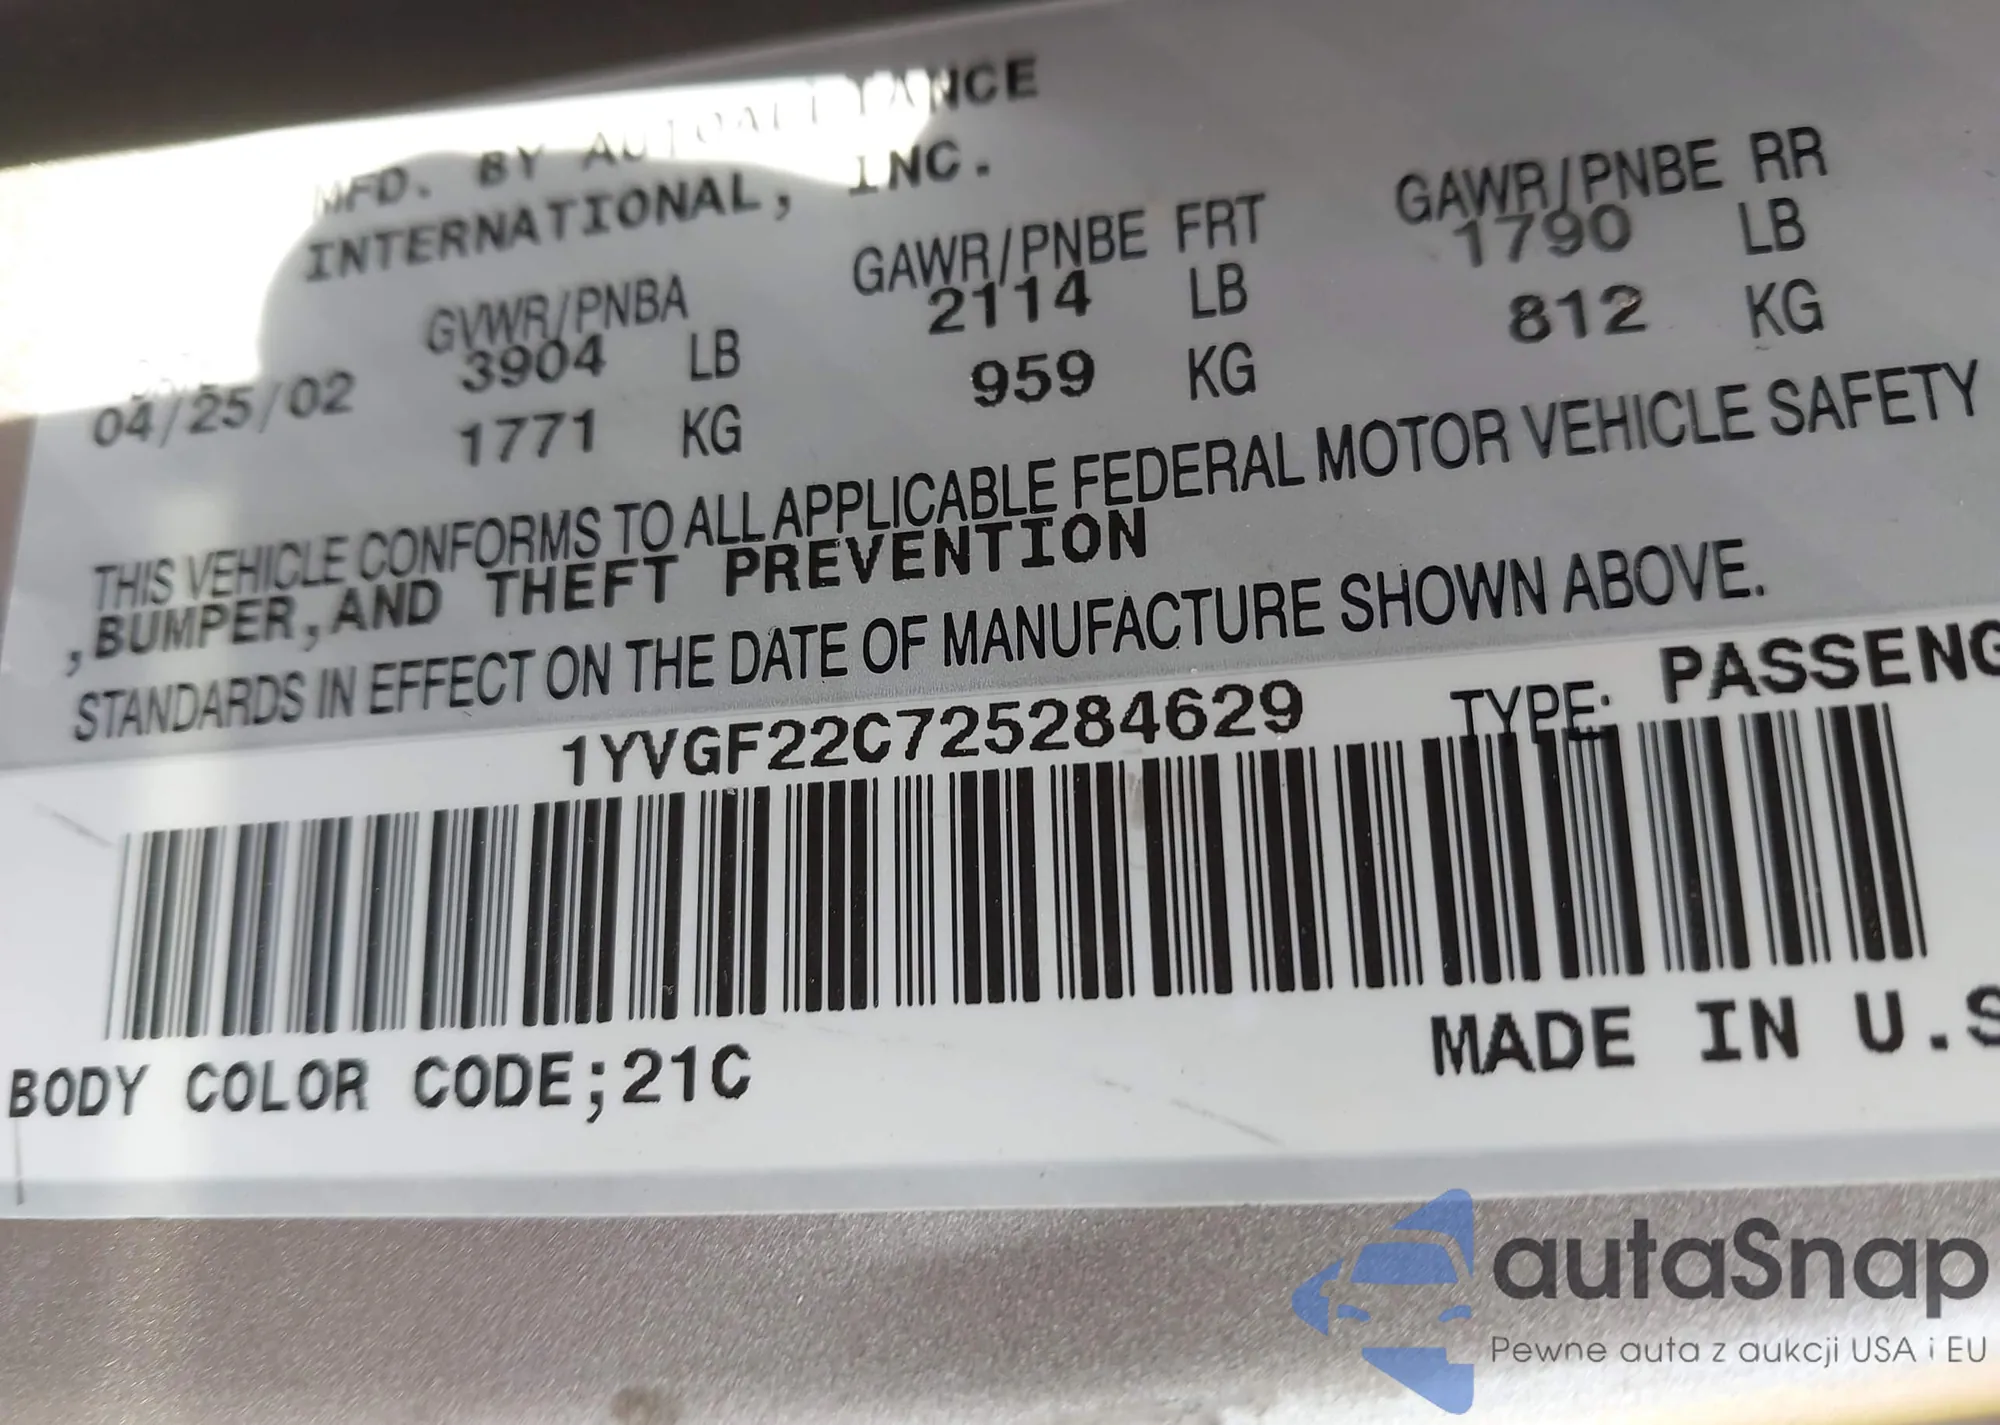 MFD. BY AUTOALLIANCE
INTERNATIONAL, INC.
GVWR/PNBA GAWR/PNBE FRT GAWR/PNBE RR
04/25/02 3904 LB 2114 LB 1790 LB
1771 KG 959 KG 812 KG
THIS VEHICLE CONFORMS TO ALL APPLICABLE FEDERAL MOTOR VEHICLE SAFETY
,BUMPER,AND THEFT PREVENTION
STANDARDS IN EFFECT ON THE DATE OF MANUFACTURE SHOWN ABOVE.
1YVGF22C725284629 TYPE: PASSENG
BODY COLOR CODE;21C MADE IN U.S
autaSnap
Pewne auta z aukcji USA i EU